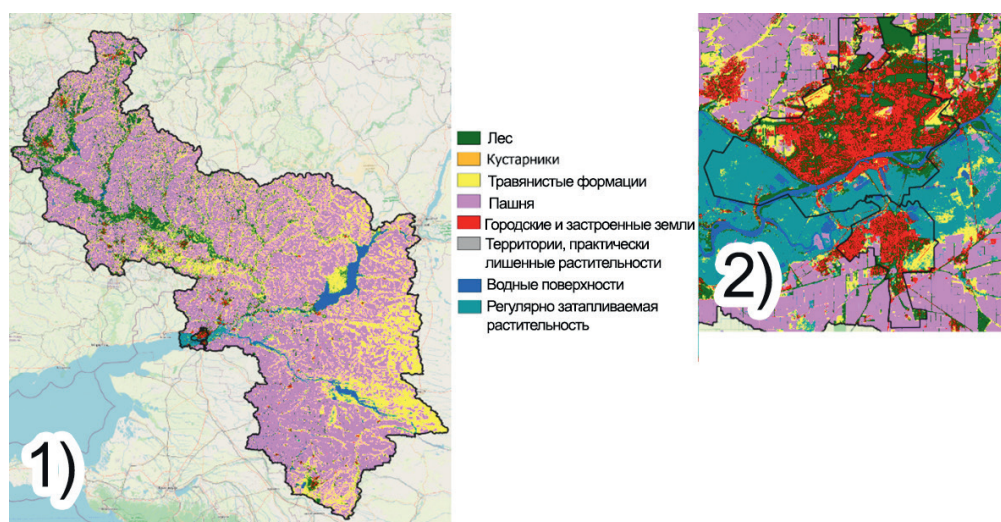 Лес
Кустарники
Травянистые формации
Пашня
Городские и застроенные земли
Территории, практически
лишенные растительности
Водные поверхности
Регулярно затапливаемая
растительность
1)
2)